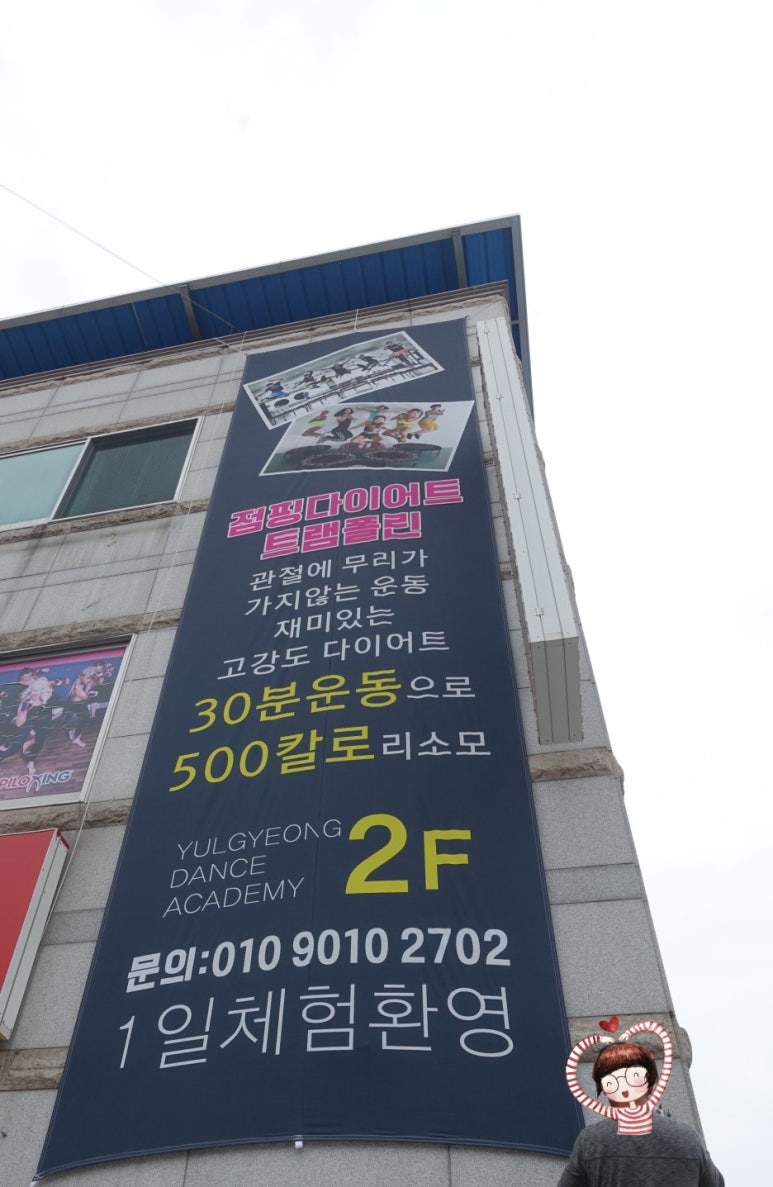 점핑다이어트
트램폴린
관절에 무리가
가지않는 운동
재미있는
고강도 다이어트
30분운동으로
500칼로리소모
YULGYEONG
DANCE
ACADEMY
2F
문의:010 9010 2702
1일체험환영
PILOXING